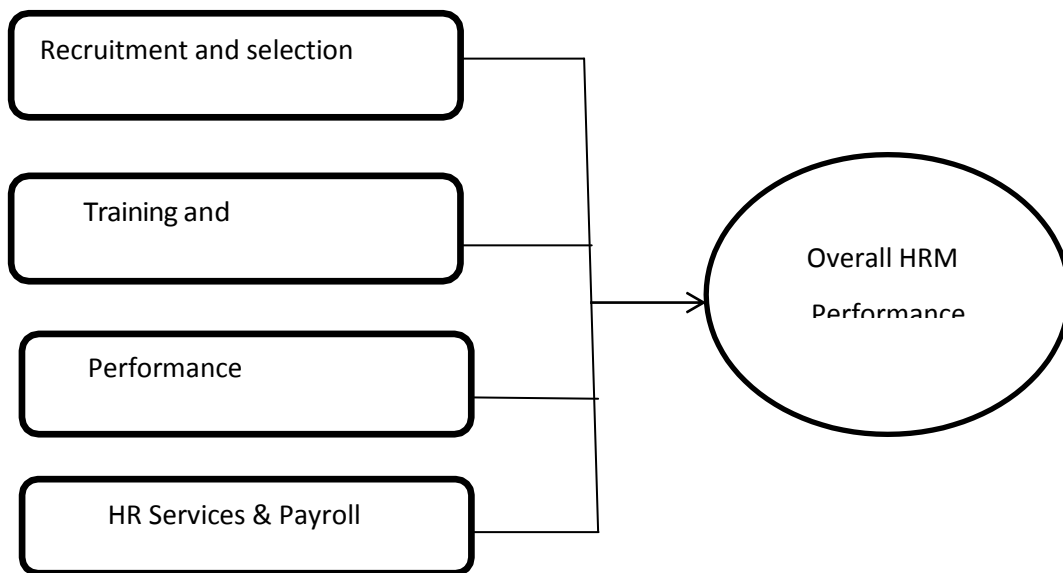 Recruitment and selection
Training and
Overall HRM
Performance
Performance
HR Services & Payroll